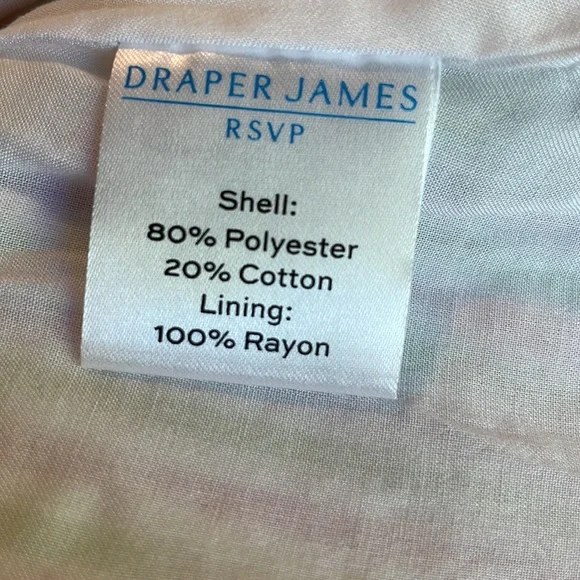 DRAPER JAMES
RSVP
Shell:
80% Polyester
20% Cotton
Lining:
100% Rayon